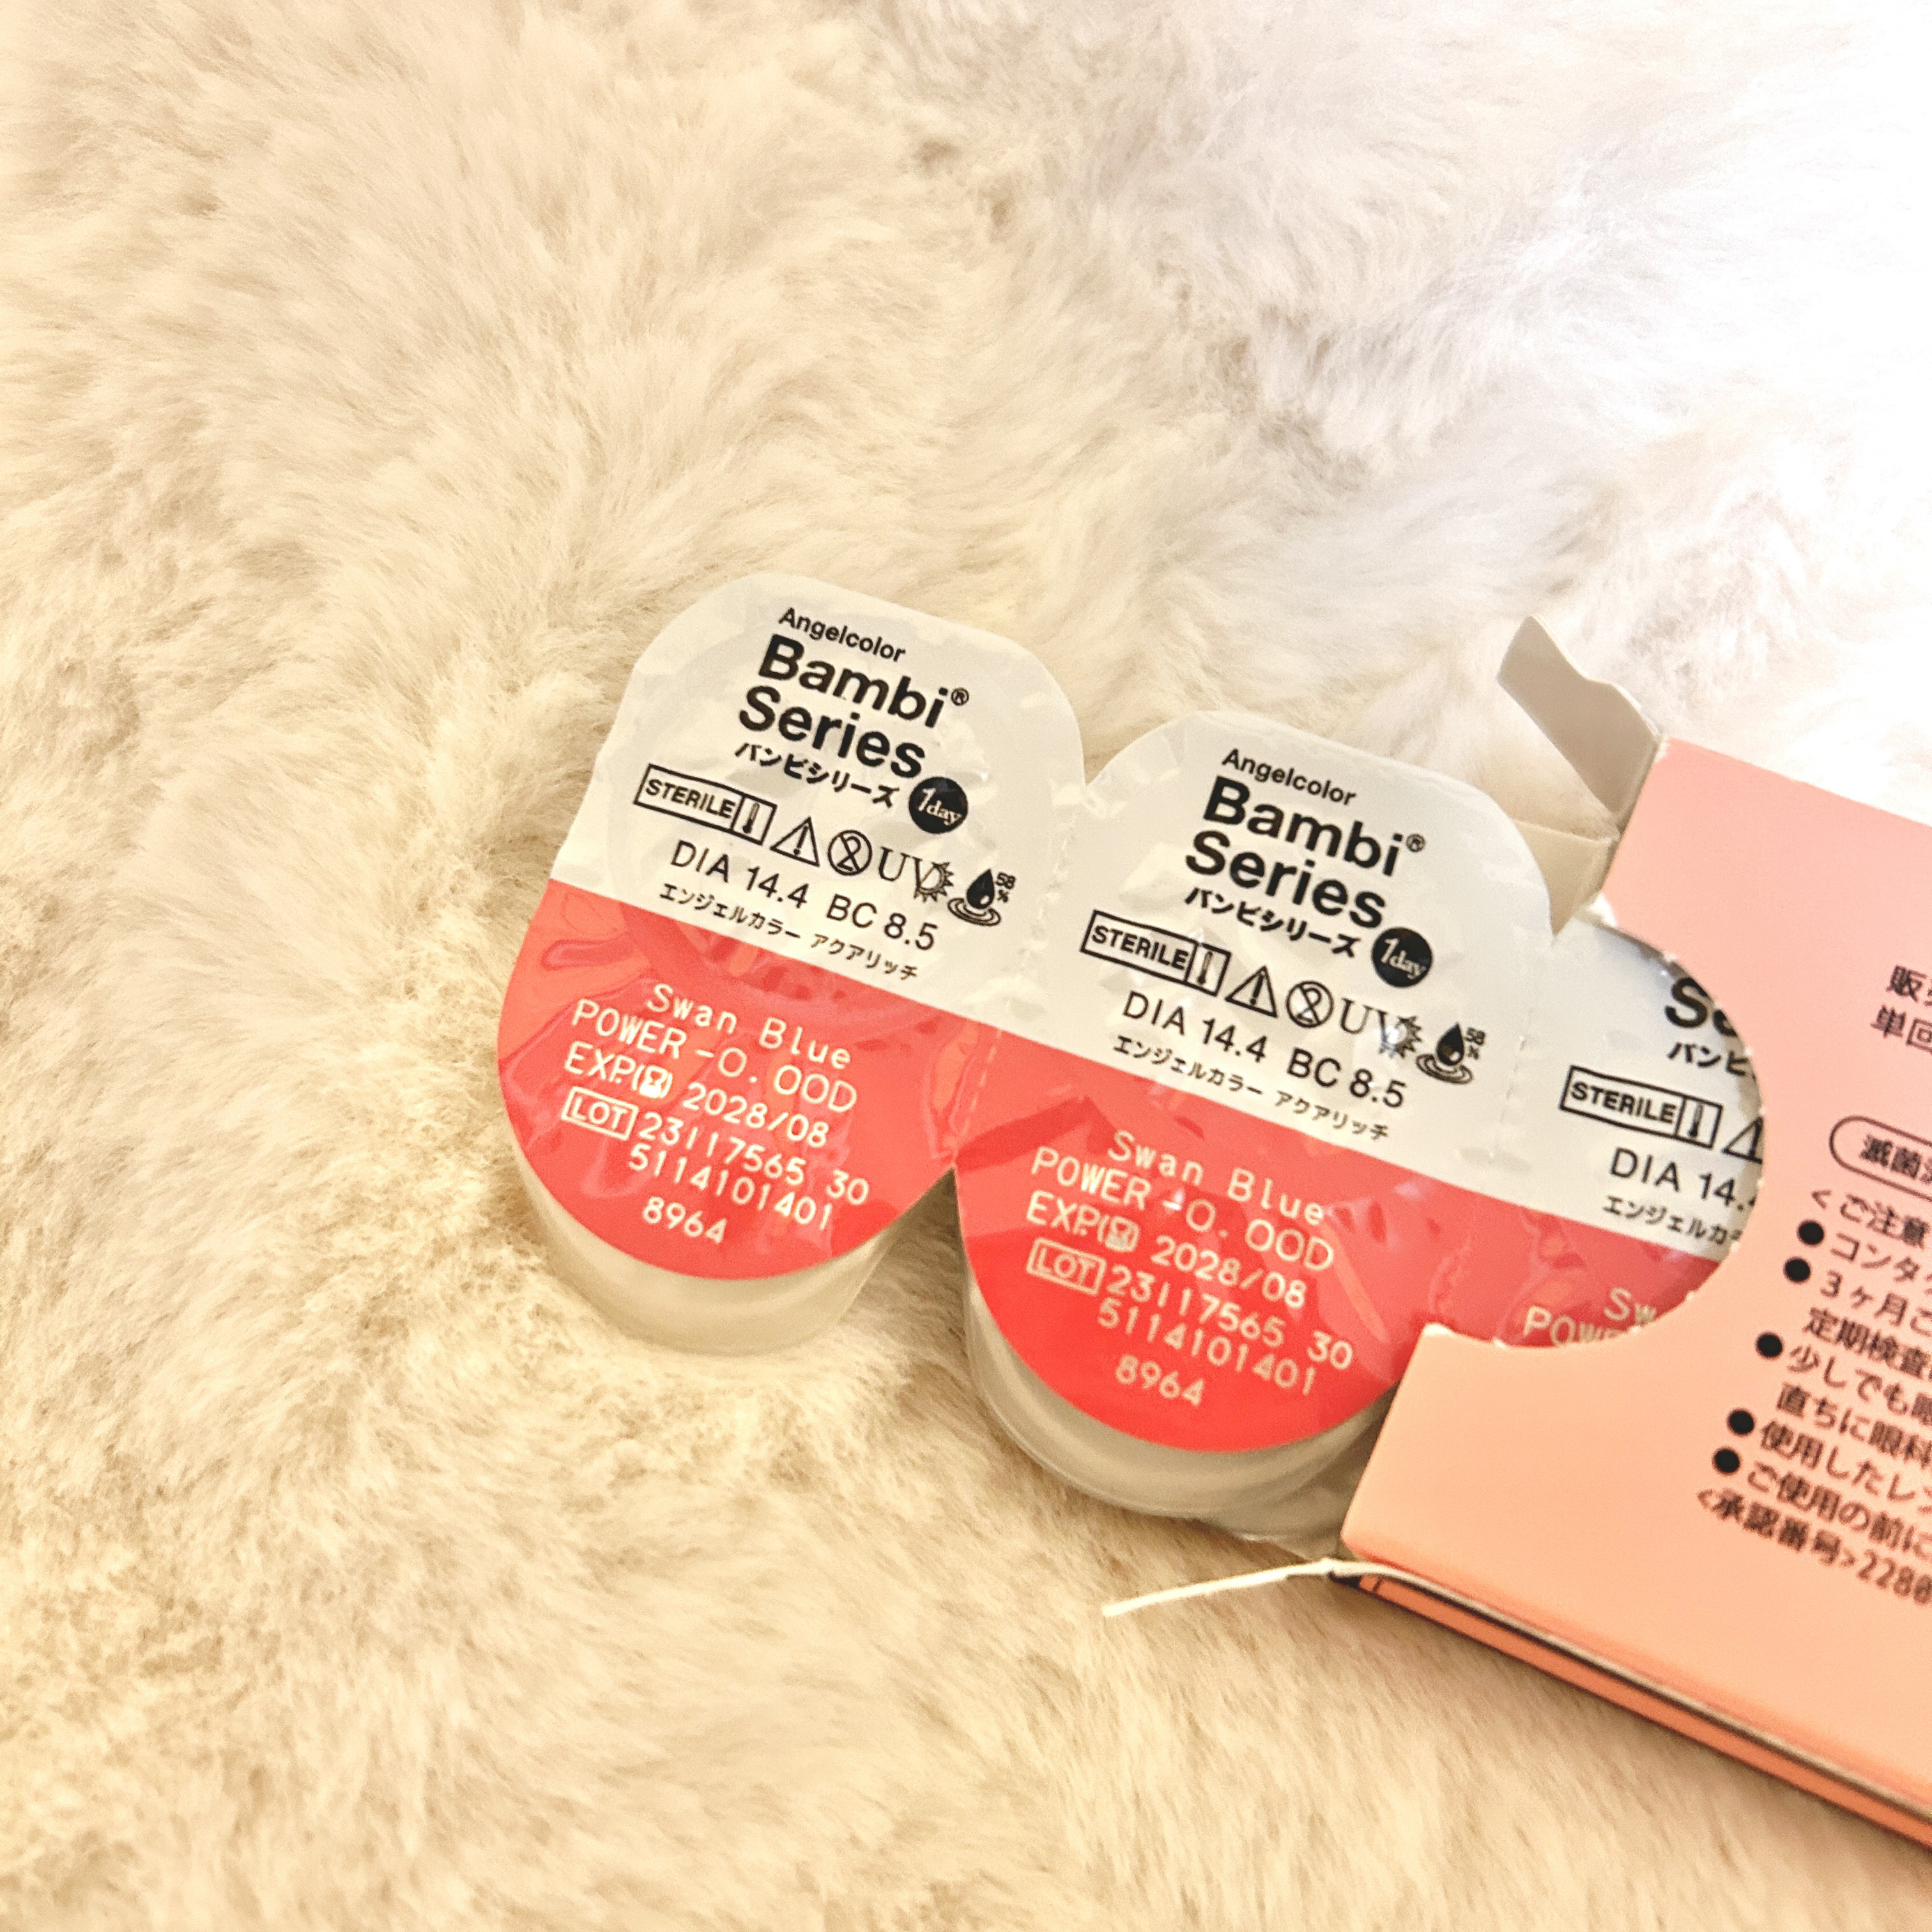 Angelcolor
Bambi®
Series
バンビシリーズ 1day
STERILE UV 58%
DIA 14.4 BC 8.5
エンジェルカラー アクアリッチ
Swan Blue
POWER -0.00D
EXP.( ) 2028/08
LOT 23117565 30
5114101401
8964
Angelcolor
Bambi®
Series
バンビシリーズ 1day
STERILE UV 58%
DIA 14.4 BC 8.5
エンジェルカラー アクアリッチ
Swan Blue
POWER -0.00D
EXP.( ) 2028/08
LOT 23117565 30
5114101401
8964
Se
バンビ
STERILE
DIA 14.
エンジェルカ
Sw
POWE
販
単回
滅菌
<ご注意
●コンタ
●3ヶ月ご
定期検査
●少しでも眼
直ちに眼科
●使用したレン
●ご使用の前に
<承認番号>2280